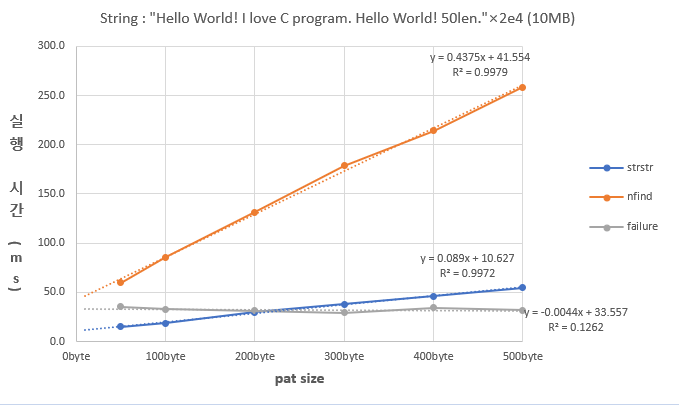 String : "Hello World! I love C program. Hello World! 50len."×2e4 (10MB)
300.0
250.0
200.0
150.0
100.0
50.0
0.0
실행 시간 (ms)
0byte
100byte
200byte
300byte
400byte
500byte
pat size
y = 0.4375x + 41.554
R² = 0.9979
y = 0.089x + 10.627
R² = 0.9972
y = -0.0044x + 33.557
R² = 0.1262
strstr
nfind
failure